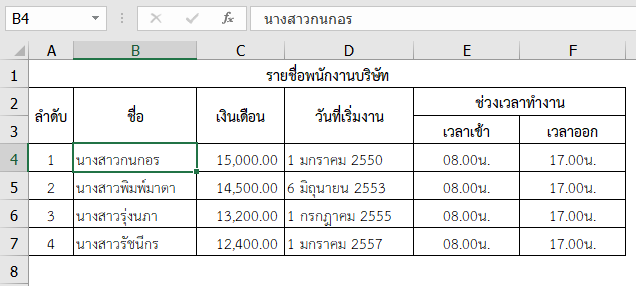 B4 fx นางสาวกนกอร
A B C D E F
1 รายชื่อพนักงานบริษัท
2 ลำดับ ชื่อ เงินเดือน วันที่เริ่มงาน ช่วงเวลาทำงาน
3 เวลาเข้า เวลาออก
4 1 นางสาวกนกอร 15,000.00 1 มกราคม 2550 08.00น. 17.00น.
5 2 นางสาวพิมพ์มาดา 14,500.00 6 มิถุนายน 2553 08.00น. 17.00น.
6 3 นางสาวรุ่งนภา 13,200.00 1 กรกฎาคม 2555 08.00น. 17.00น.
7 4 นางสาวรัชนีกร 12,400.00 1 มกราคม 2557 08.00น. 17.00น.
8